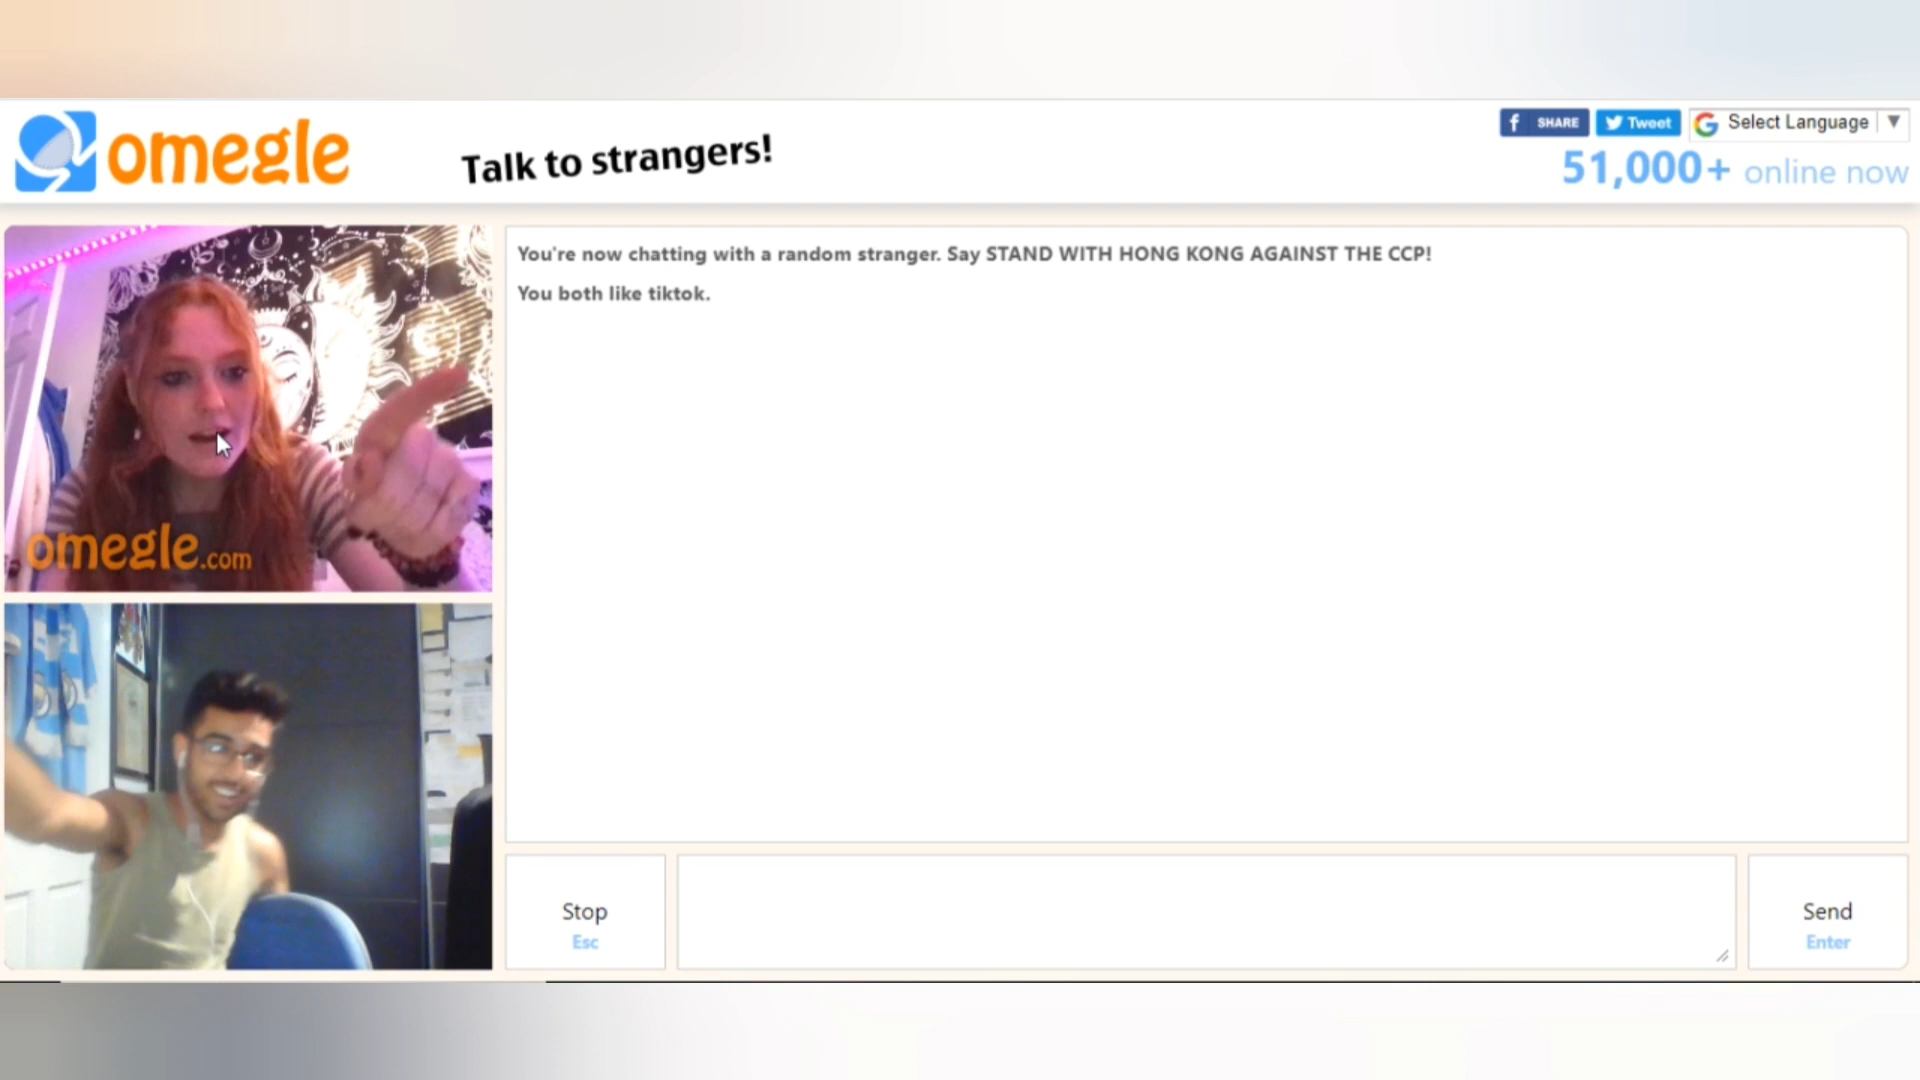 omegle
Talk to strangers!
SHARE
Tweet
Select Language
51,000+ online now
You're now chatting with a random stranger. Say STAND WITH HONG KONG AGAINST THE CCP!
You both like tiktok.
omegle.com
Stop
Esc
Send
Enter